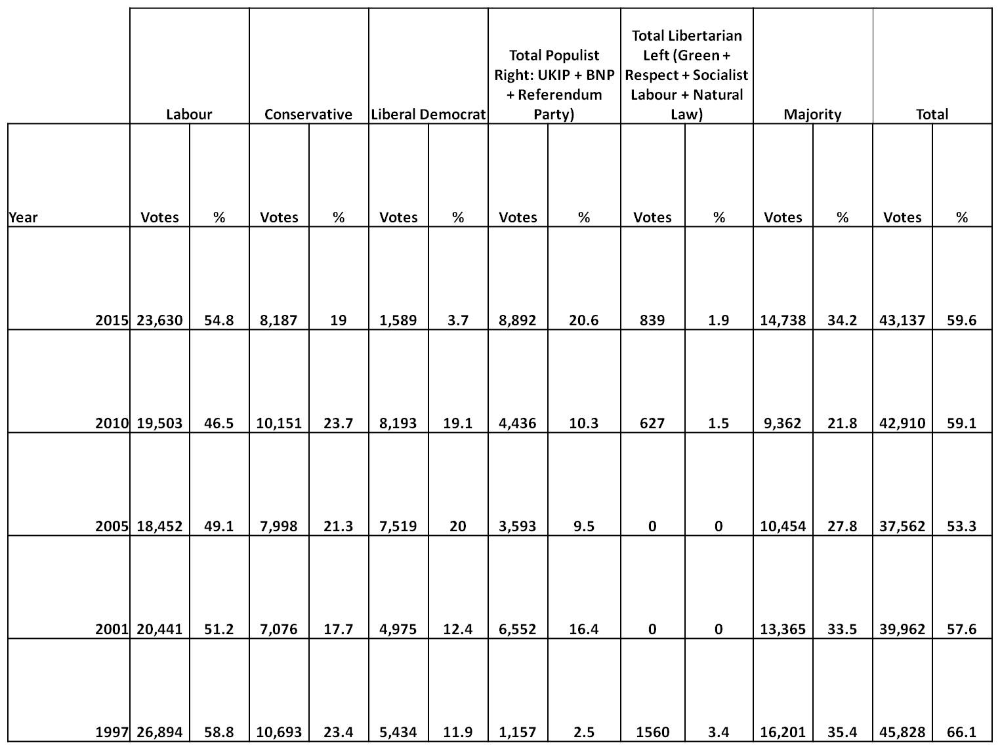 Total Libertarian
Total Populist Left (Green +
Right: UKIP + BNP Respect + Socialist
+ Referendum Labour + Natural
Labour Conservative Liberal Democrat Party) Law) Majority Total
Year Votes % Votes % Votes % Votes % Votes % Votes % Votes %
2015 23,630 54.8 8,187 19 1,589 3.7 8,892 20.6 839 1.9 14,738 34.2 43,137 59.6
2010 19,503 46.5 10,151 23.7 8,193 19.1 4,436 10.3 627 1.5 9,362 21.8 42,910 59.1
2005 18,452 49.1 7,998 21.3 7,519 20 3,593 9.5 0 0 10,454 27.8 37,562 53.3
2001 20,441 51.2 7,076 17.7 4,975 12.4 6,552 16.4 0 0 13,365 33.5 39,962 57.6
1997 26,894 58.8 10,693 23.4 5,434 11.9 1,157 2.5 1560 3.4 16,201 35.4 45,828 66.1